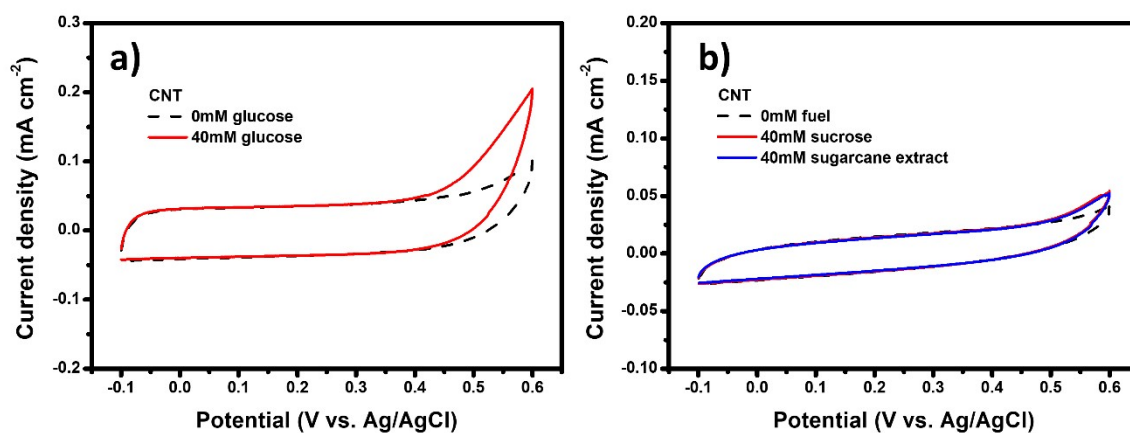 a)
CNT
0mM glucose
40mM glucose
Current density (mA cm⁻²)
0.3
0.2
0.1
0.0
-0.1
-0.2
-0.1 0.0 0.1 0.2 0.3 0.4 0.5 0.6
Potential (V vs. Ag/AgCl)
b)
CNT
0mM fuel
40mM sucrose
40mM sugarcane extract
Current density (mA cm⁻²)
0.20
0.15
0.10
0.05
0.00
-0.05
-0.10
-0.1 0.0 0.1 0.2 0.3 0.4 0.5 0.6
Potential (V vs. Ag/AgCl)